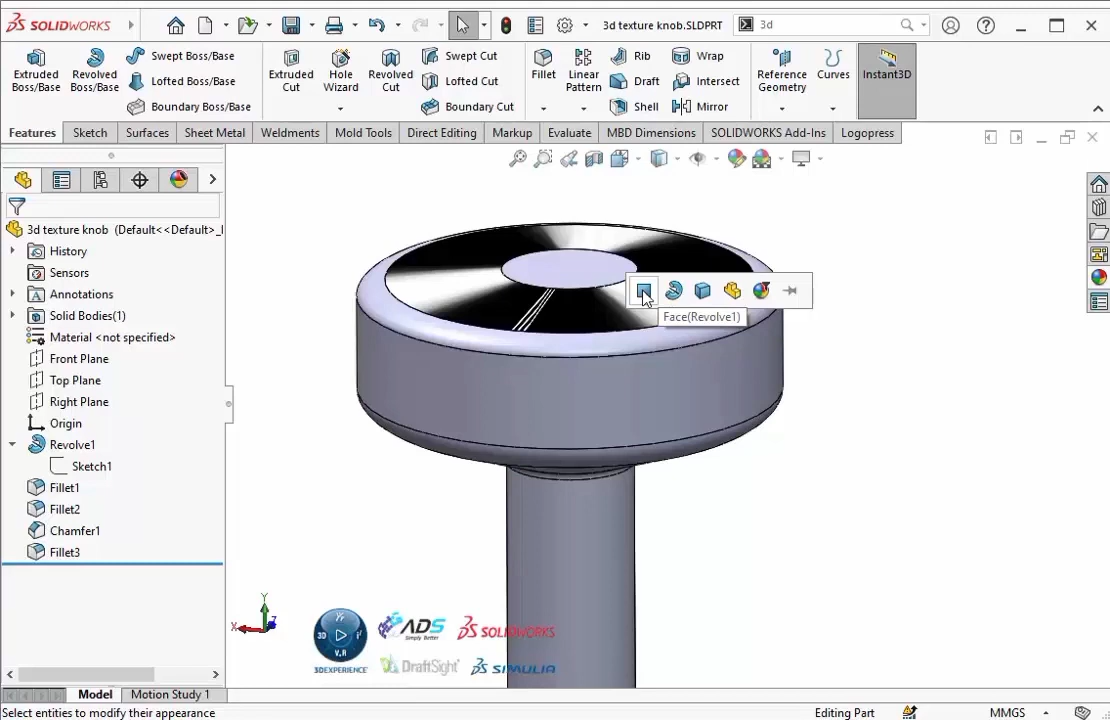 SOLIDWORKS
3d texture knob.SLDPRT
3d
Extruded Boss/Base
Revolved Boss/Base
Swept Boss/Base
Lofted Boss/Base
Boundary Boss/Base
Extruded Cut
Hole Wizard
Revolved Cut
Swept Cut
Lofted Cut
Boundary Cut
Fillet
Linear Pattern
Rib
Draft
Shell
Wrap
Intersect
Mirror
Reference Geometry
Curves
Instant3D
Features
Sketch
Surfaces
Sheet Metal
Weldments
Mold Tools
Direct Editing
Markup
Evaluate
MBD Dimensions
SOLIDWORKS Add-Ins
Logopress
3d texture knob (Default<<Default>_
History
Sensors
Annotations
Solid Bodies(1)
Material <not specified>
Front Plane
Top Plane
Right Plane
Origin
Revolve1
Sketch1
Fillet1
Fillet2
Chamfer1
Fillet3
Face(Revolve1)
Y
X
Z
3D
V.R
3DEXPERIENCE
ADS
Simply Better
SOLIDWORKS
DraftSight
SIMULIA
Model
Motion Study 1
Select entities to modify their appearance
Editing Part
MMGS